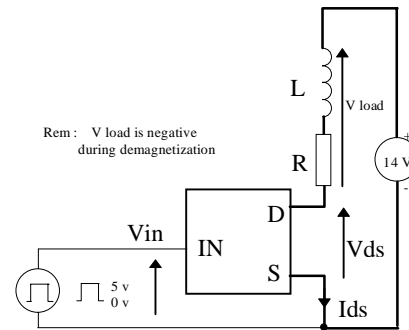 L
V load
Rem : V load is negative
during demagnetization
R
14 V
-
D
Vin
IN
Vds
S
5 v
0 v
Ids